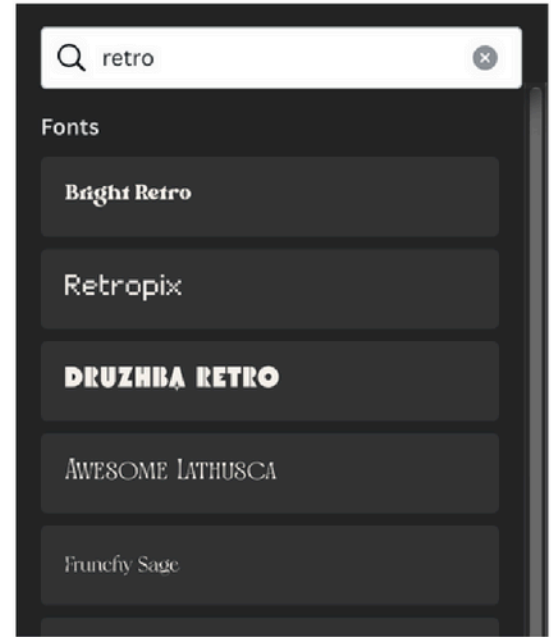 retro
Fonts
Bright Retro
Retropix
DRUZHBA RETRO
AWESOME LATHUSCA
Frunchy Sage